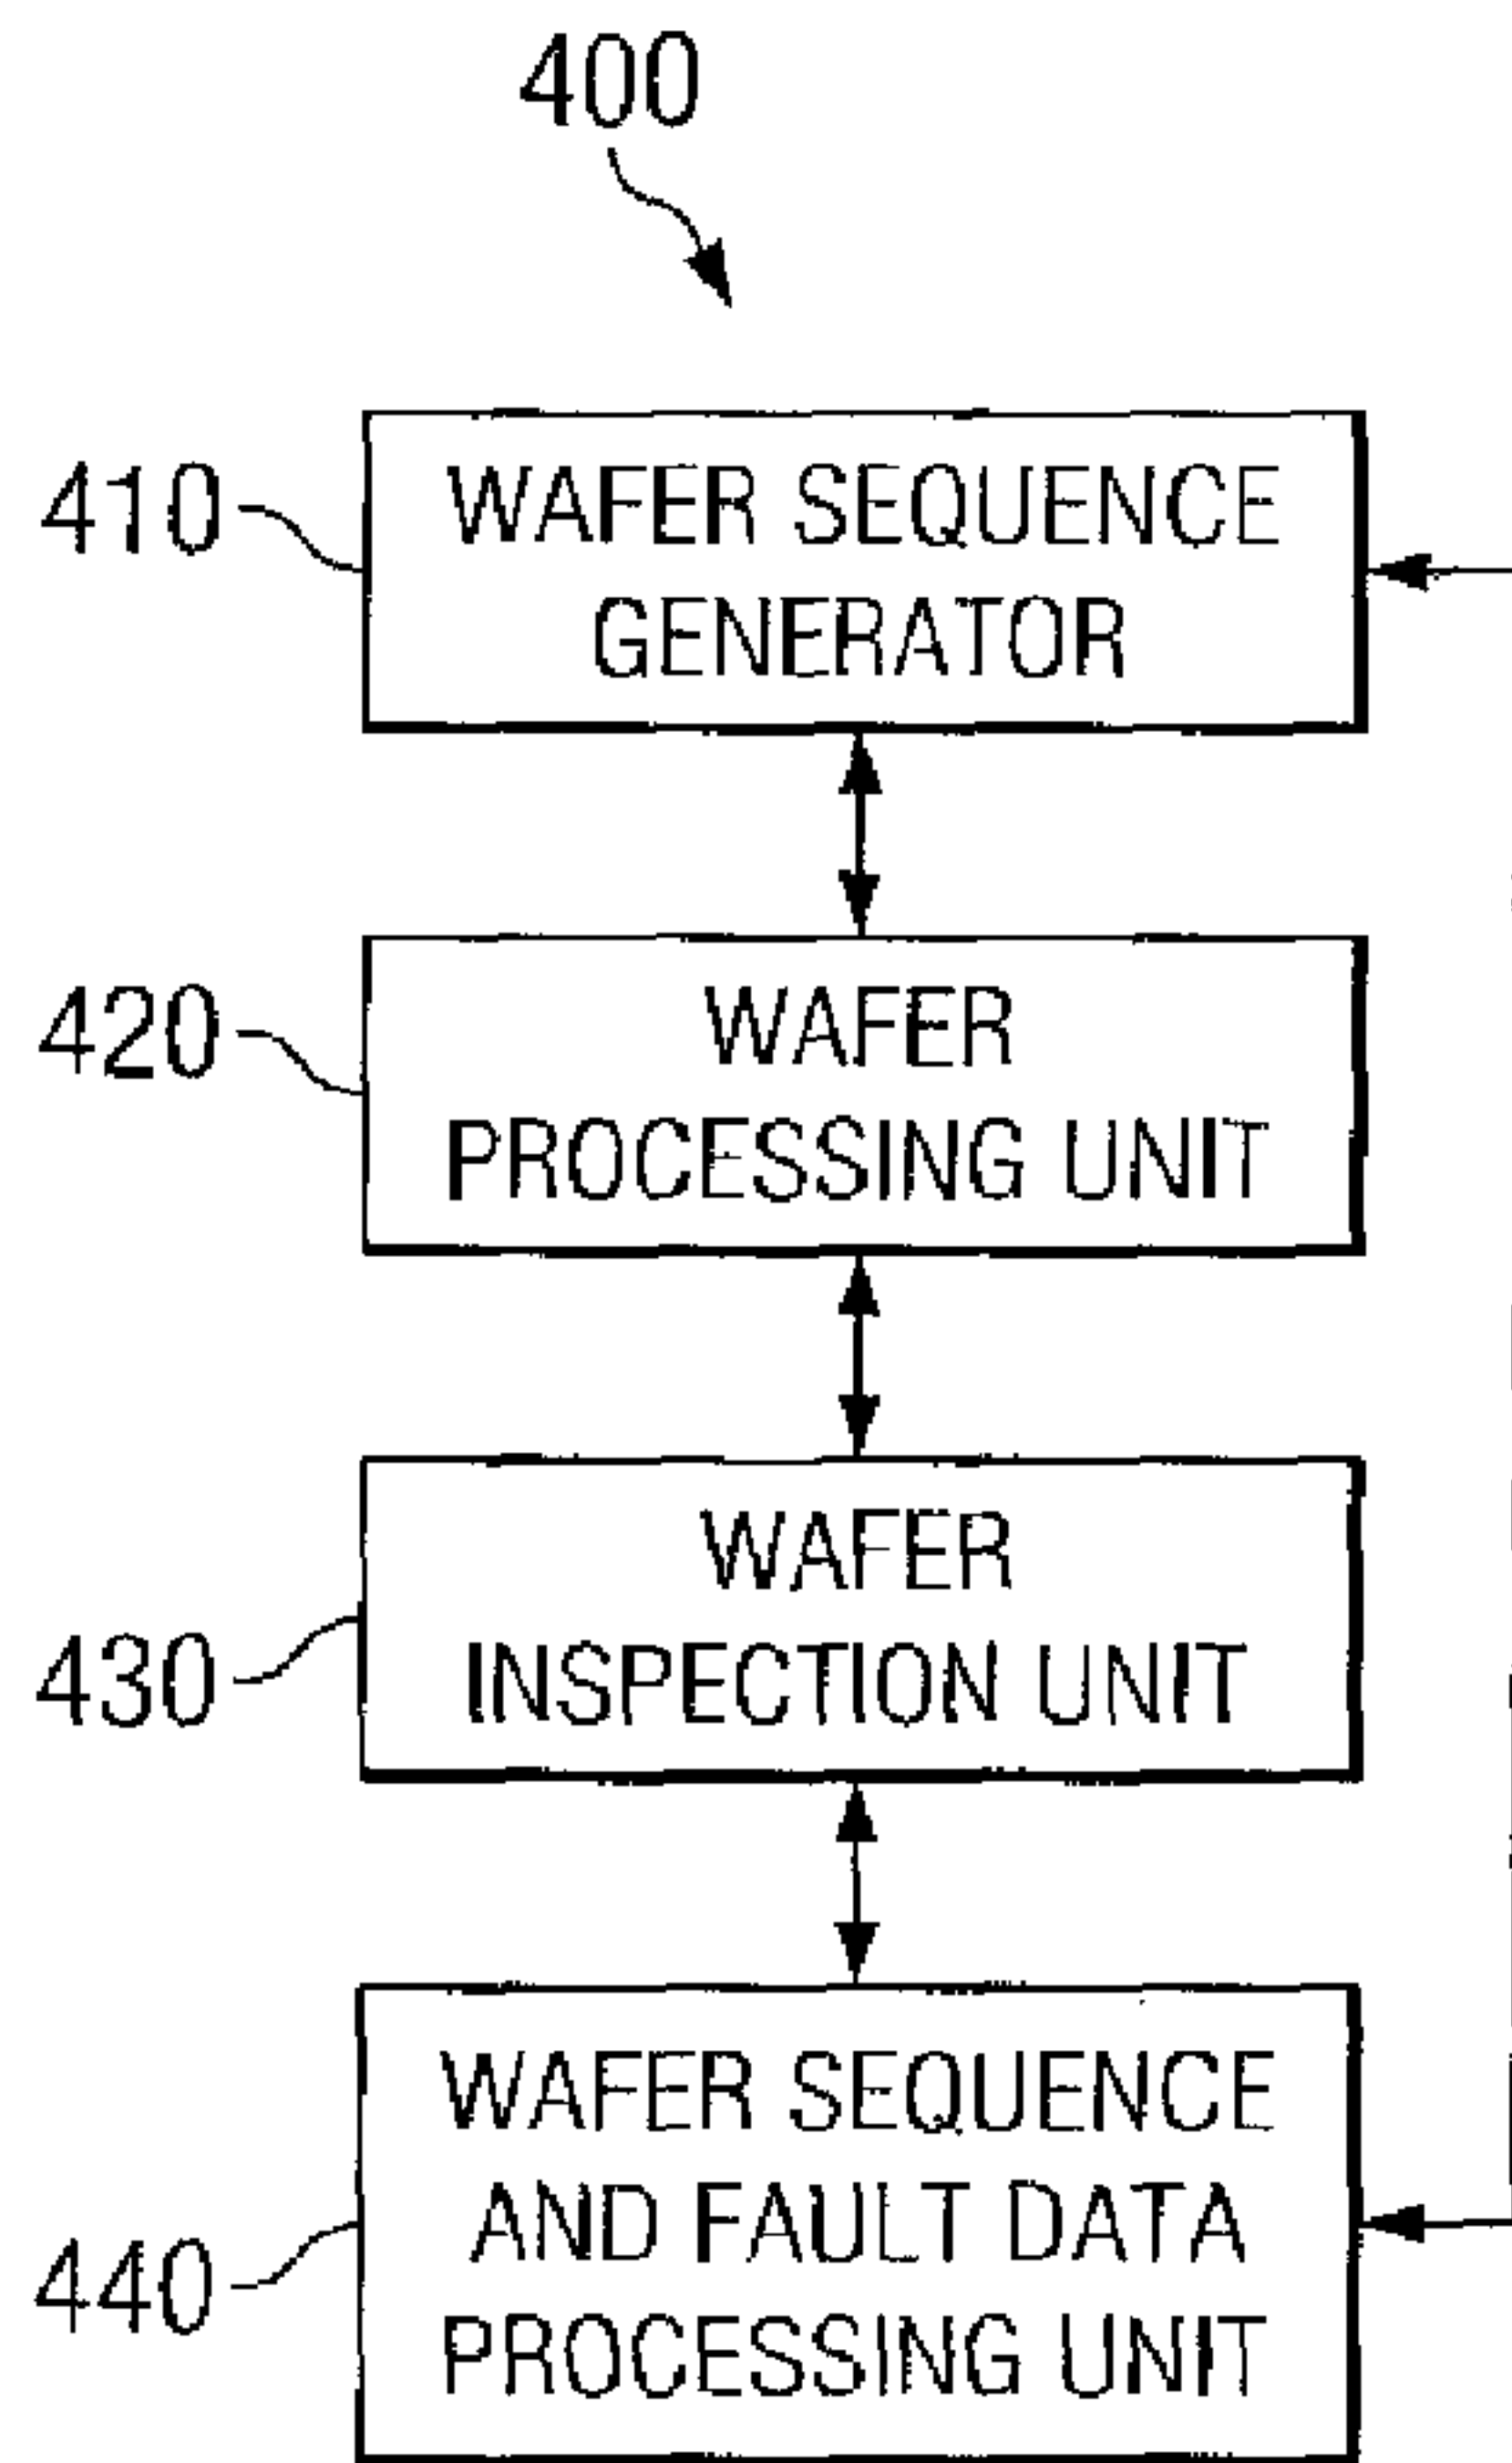 400
410
WAFER SEQUENCE
GENERATOR
420
WAFER
PROCESSING UNIT
430
WAFER
INSPECTION UNIT
440
WAFER SEQUENCE
AND FAULT DATA
PROCESSING UNIT